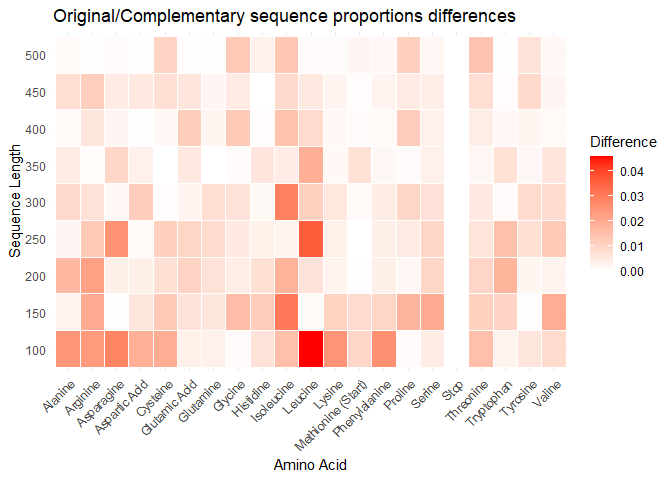 Original/Complementary sequence proportions differences
500
450
400
350
300
250
200
150
100
Sequence Length
Alanine
Arginine
Asparagine
Aspartic Acid
Cysteine
Glutamic Acid
Glutamine
Glycine
Histidine
Isoleucine
Leucine
Lysine
Methionine (Start)
Phenylalanine
Proline
Serine
Stop
Threonine
Tryptophan
Tyrosine
Valine
Amino Acid
Difference
0.04
0.03
0.02
0.01
0.00